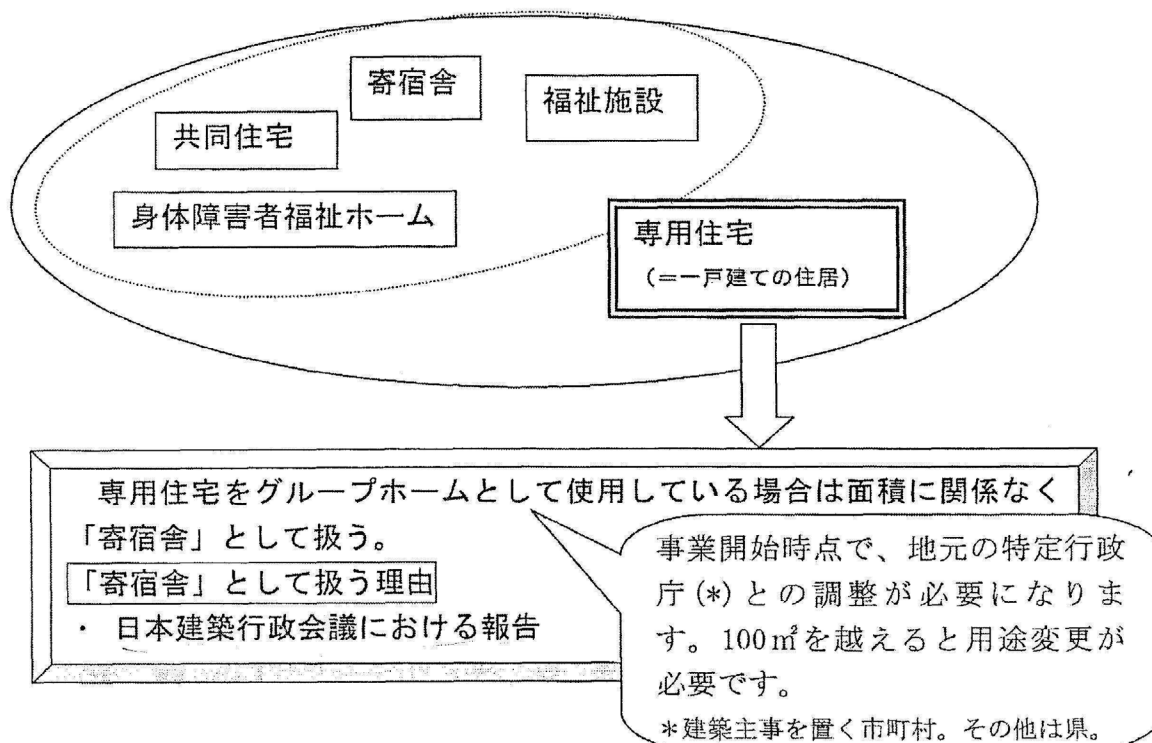 寄宿舎
福祉施設
共同住宅
身体障害者福祉ホーム
専用住宅
(＝一戸建ての住居)
専用住宅をグループホームとして使用している場合は面積に関係なく
「寄宿舎」として扱う。
「寄宿舎」として扱う理由
・ 日本建築行政会議における報告
事業開始時点で、地元の特定行政
庁(*)との調整が必要になりま
す。100㎡を越えると用途変更が
必要です。
*建築主事を置く市町村。その他は県。